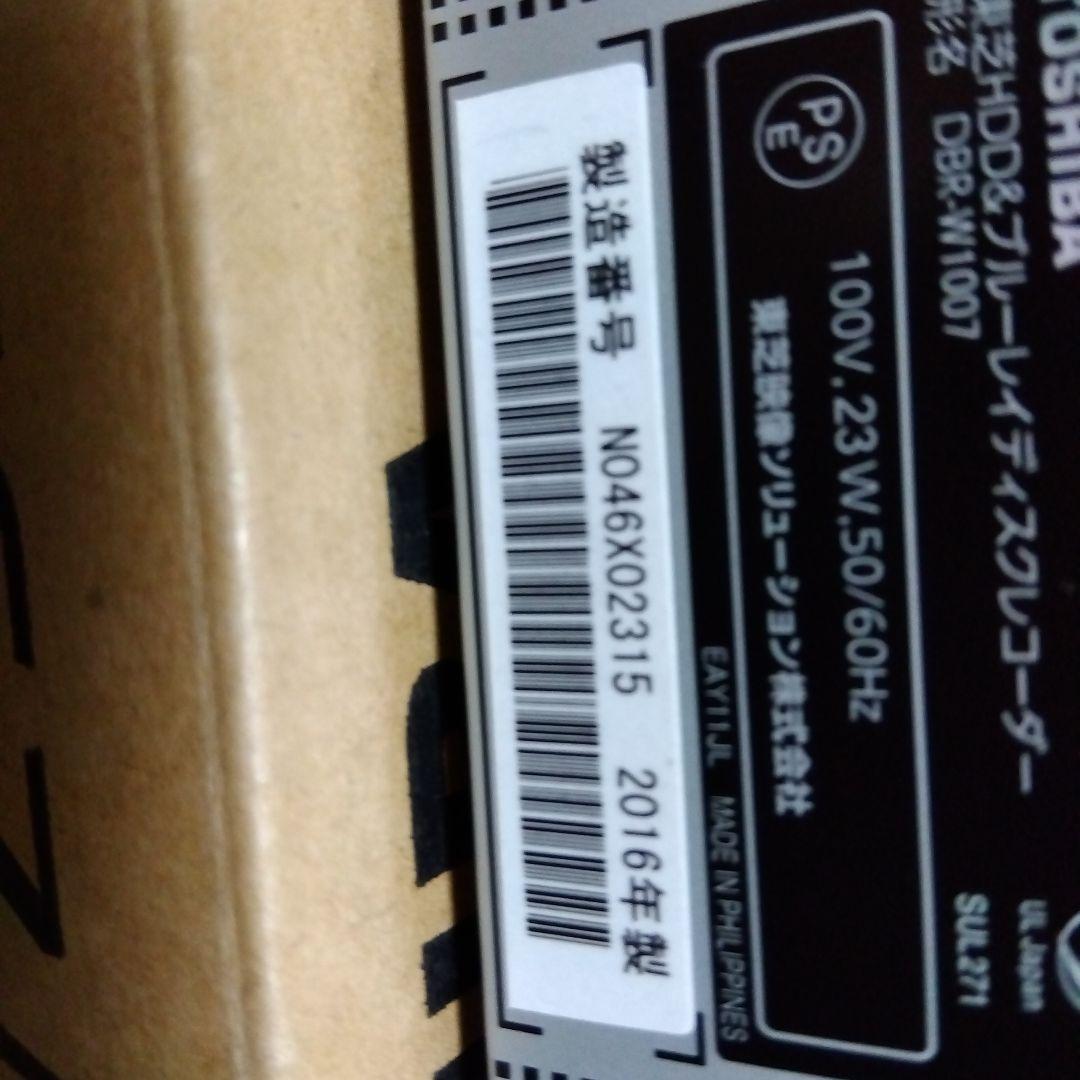 TOSHIBA
東芝HDD&ブルーレイディスクレコーダー
形名 DBR-W1007
UL Japan
SUL271
PS
E
100V.23W.50/60Hz
東芝映像ソリューション株式会社
EAY11JL MADE IN PHILIPPINES
製造番号 N046X02315 2016年製